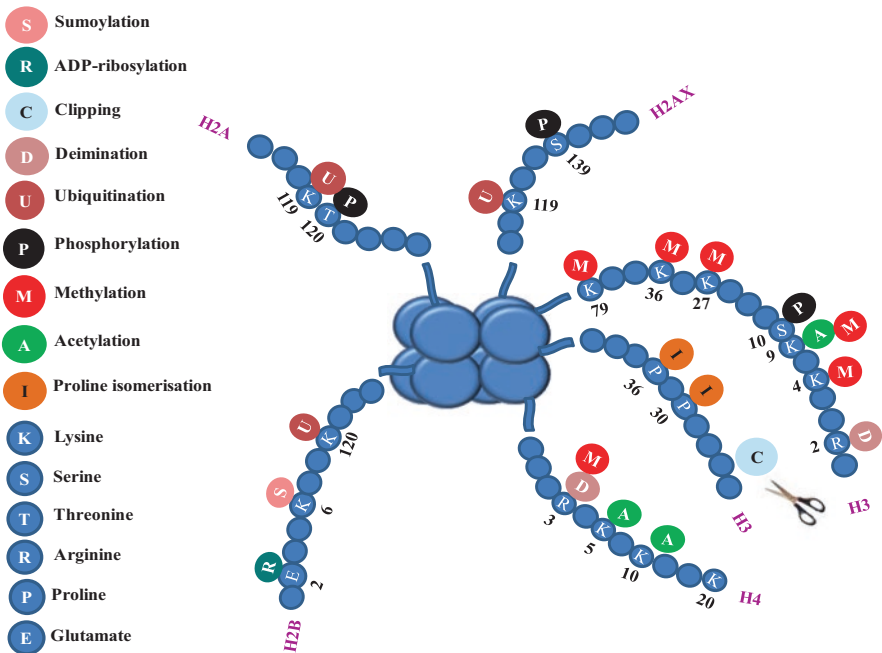 S Sumoylation
R ADP-ribosylation
C Clipping
D Deimination
U Ubiquitination
P Phosphorylation
M Methylation
A Acetylation
I Proline isomerisation
K Lysine
S Serine
T Threonine
R Arginine
P Proline
E Glutamate
H2A
U
P
K
T
119
120
H2AX
P
S
139
U
K
119
M
K
79
M
K
36
M
K
27
P
S
10
A
M
K
9
M
K
4
D
R
2
H3
I
P
36
I
P
30
C
H3
M
D
R
3
A
K
5
A
K
10
K
20
H4
U
K
120
S
K
6
R
E
2
H2B